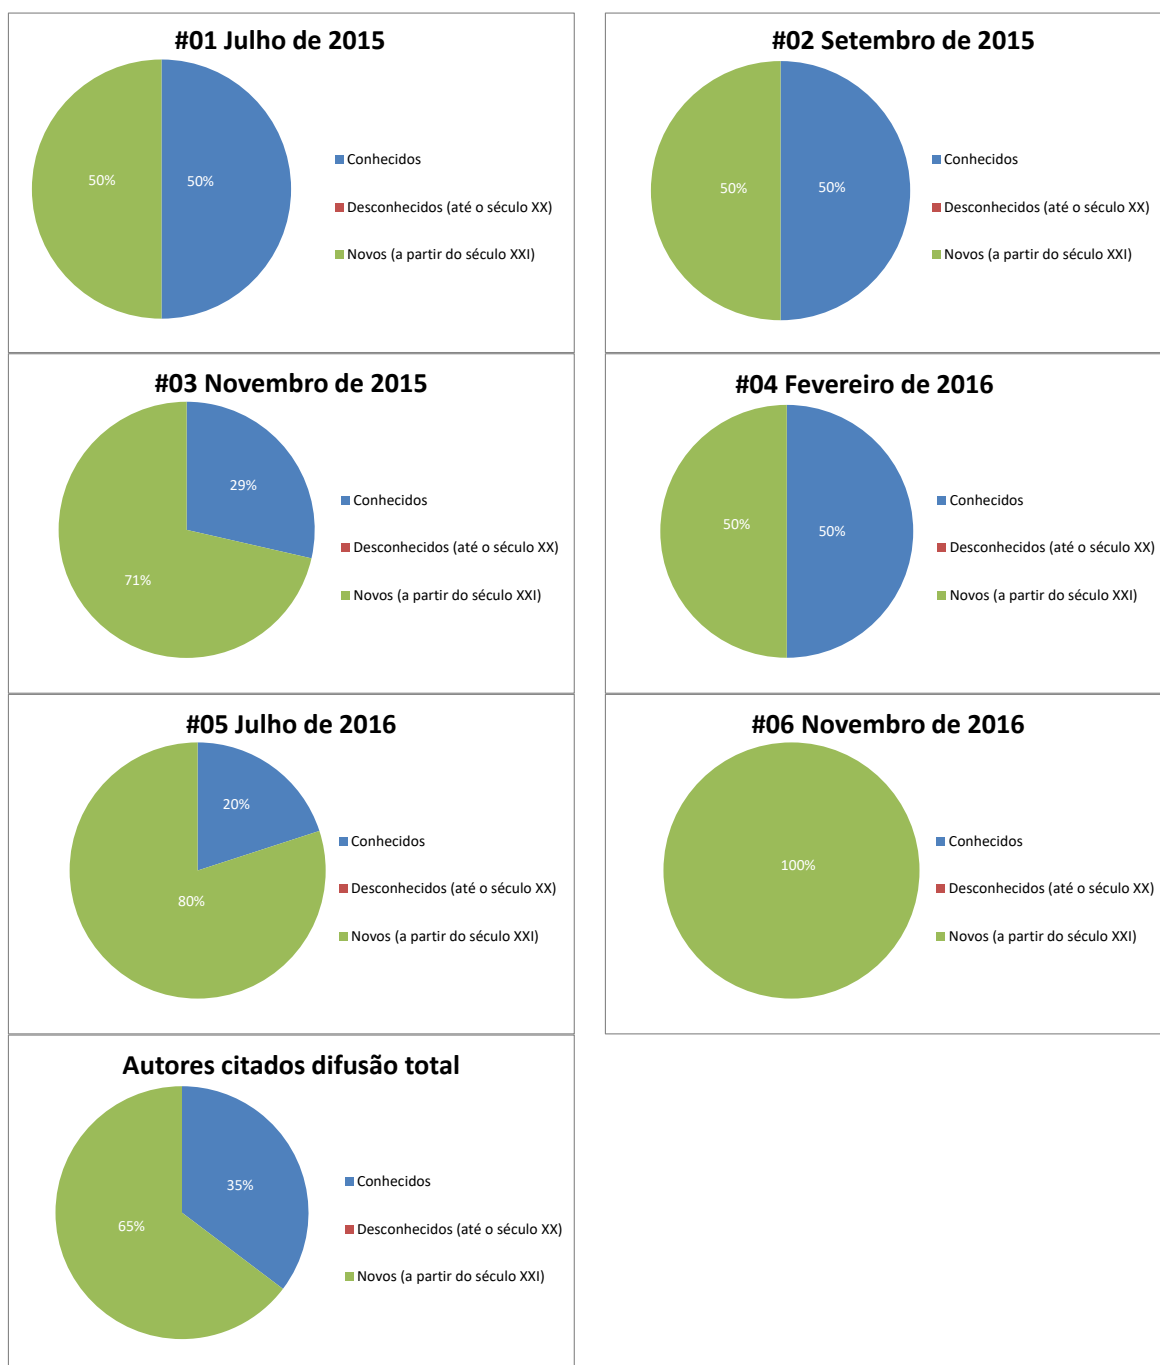 #01 Julho de 2015
50%
50%
Conhecidos
Desconhecidos (até o século XX)
Novos (a partir do século XXI)
#02 Setembro de 2015
50%
50%
Conhecidos
Desconhecidos (até o século XX)
Novos (a partir do século XXI)
#03 Novembro de 2015
29%
71%
Conhecidos
Desconhecidos (até o século XX)
Novos (a partir do século XXI)
#04 Fevereiro de 2016
50%
50%
Conhecidos
Desconhecidos (até o século XX)
Novos (a partir do século XXI)
#05 Julho de 2016
20%
80%
Conhecidos
Desconhecidos (até o século XX)
Novos (a partir do século XXI)
#06 Novembro de 2016
100%
Conhecidos
Desconhecidos (até o século XX)
Novos (a partir do século XXI)
Autores citados difusão total
35%
65%
Conhecidos
Desconhecidos (até o século XX)
Novos (a partir do século XXI)